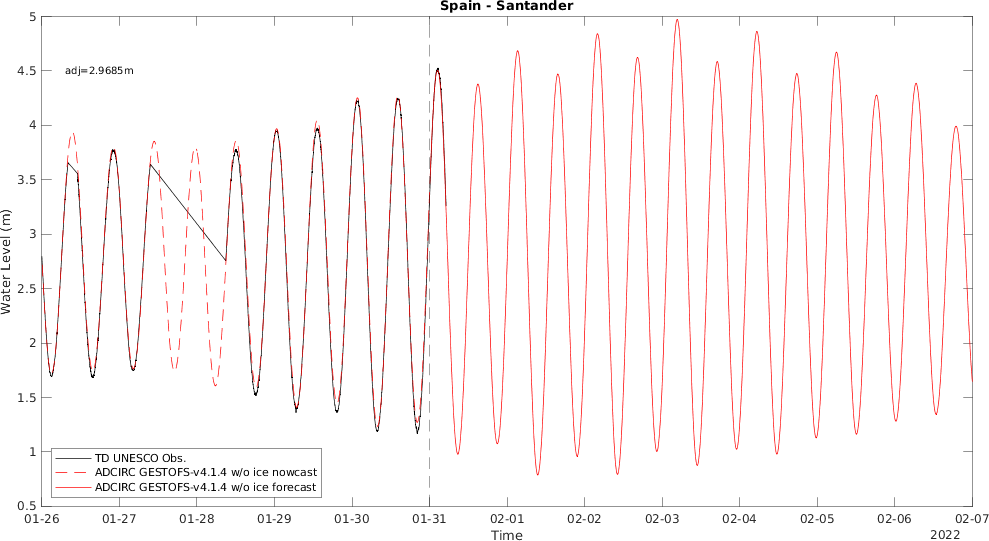 Spain - Santander
Water Level (m)
5
4.5
4
3.5
3
2.5
2
1.5
1
0.5
adj=2.9685m
TD UNESCO Obs.
ADCIRC GESTOFS-v4.1.4 w/o ice nowcast
ADCIRC GESTOFS-v4.1.4 w/o ice forecast
01-26 01-27 01-28 01-29 01-30 01-31 02-01 02-02 02-03 02-04 02-05 02-06 02-07
Time
2022